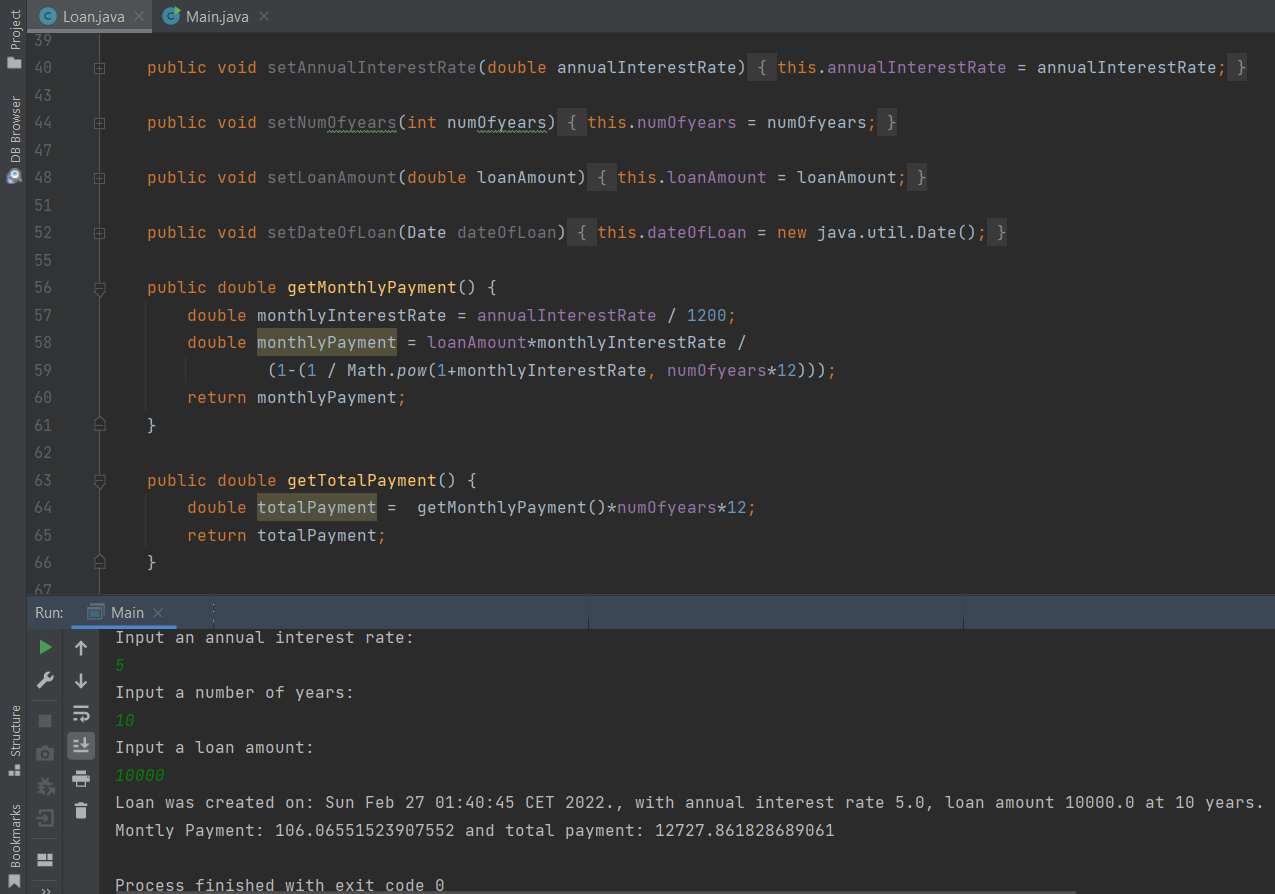 Loan.java
Main.java
Project
DB Browser
Structure
Bookmarks
39
40 public void setAnnualInterestRate(double annualInterestRate) { this.annualInterestRate = annualInterestRate; }
43
44 public void setNumOfyears(int numOfyears) { this.numOfyears = numOfyears; }
47
48 public void setLoanAmount(double loanAmount) { this.loanAmount = loanAmount; }
51
52 public void setDateOfLoan(Date dateOfLoan) { this.dateOfLoan = new java.util.Date(); }
55
56 public double getMonthlyPayment() {
57 double monthlyInterestRate = annualInterestRate / 1200;
58 double monthlyPayment = loanAmount*monthlyInterestRate /
59 (1-(1 / Math.pow(1+monthlyInterestRate, numOfyears*12)));
60 return monthlyPayment;
61 }
62
63 public double getTotalPayment() {
64 double totalPayment =  getMonthlyPayment()*numOfyears*12;
65 return totalPayment;
66 }
67
Run: Main
Input an annual interest rate:
5
Input a number of years:
10
Input a loan amount:
10000
Loan was created on: Sun Feb 27 01:40:45 CET 2022., with annual interest rate 5.0, loan amount 10000.0 at 10 years.
Montly Payment: 106.06551523907552 and total payment: 12727.861828689061
Process finished with exit code 0